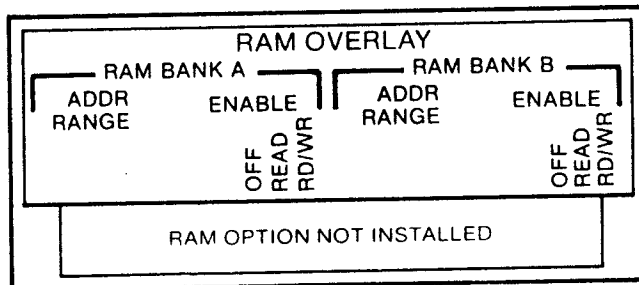 RAM OVERLAY
RAM BANK A
ADDR RANGE
ENABLE
OFF
READ
RD/WR
RAM BANK B
ADDR RANGE
ENABLE
OFF
READ
RD/WR
RAM OPTION NOT INSTALLED